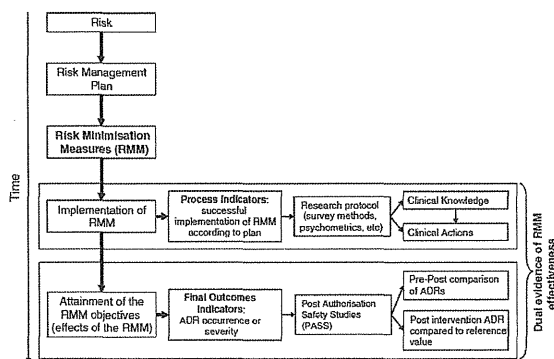 Risk
Risk Management
Plan
Risk Minimisation
Measures (RMM)
Time
Implementation of
RMM
Process Indicators:
successful
implementation of RMM
according to plan
Research protocol
(survey methods,
psychometrics, etc)
Clinical Knowledge
Clinical Actions
Attainment of the
RMM objectives
(effects of the RMM)
Final Outcomes
Indicators:
ADR occurrence or
severity
Post Authorisation
Safety Studies
(PASS)
Pre-Post comparison
of ADRs
Post intervention ADR
compared to reference
value
Dual evidence of RMM
effectiveness